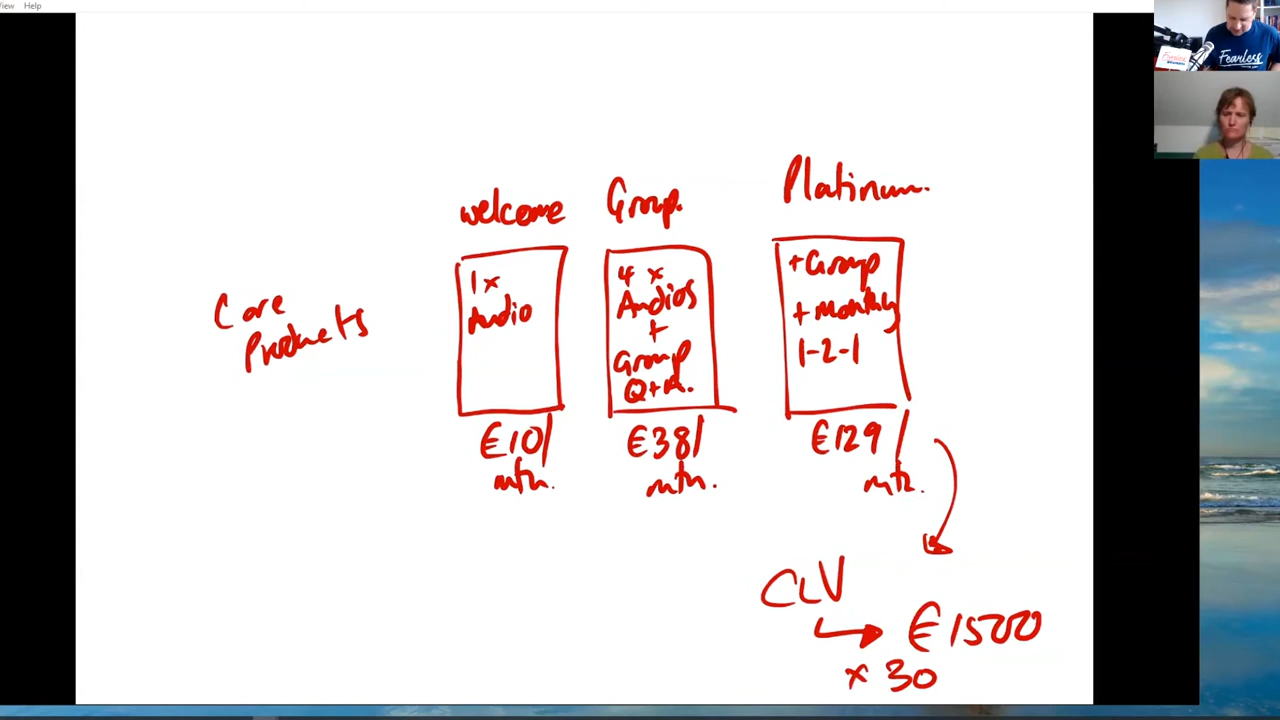 View Help
Fearless
welcome
Group.
Platinum.
Core
Products
1x
Audio
4 x
Audios
+
Group
Q+A.
+Group
+Monthly
1-2-1
€10/
mth.
€38/
mth.
€129/
mth.
CLV
€1500
x 30